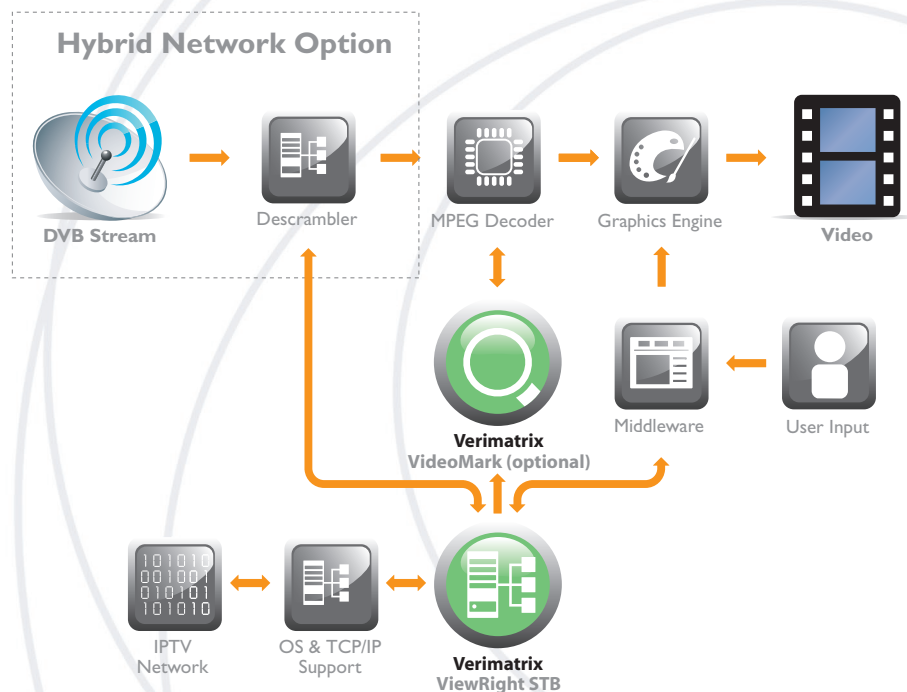 Hybrid Network Option
DVB Stream
Descrambler
MPEG Decoder
Graphics Engine
Video
Verimatrix
VideoMark (optional)
Middleware
User Input
101010
001001
010101
101010
IPTV
Network
OS & TCP/IP
Support
Verimatrix
ViewRight STB